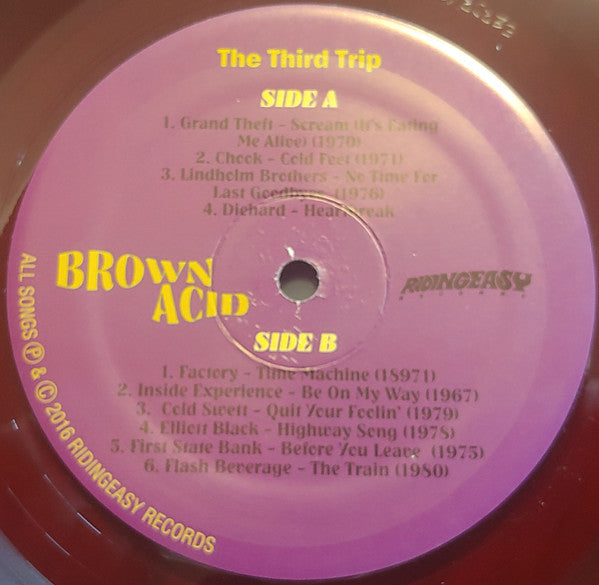 The Third Trip
SIDE A
1. Grand Theft - Scream (It's Eating
Me Alive) (1970)
2. Chook - Cold Feet (1971)
3. Lindholm Brothers - No Time For
Last Goodbyes (1976)
4. Diehard - Heartbreak
BROWN
ACID
RIDINGEASY
RECORDS
SIDE B
1. Factory - Time Machine (18971)
2. Inside Experience - Be On My Way (1967)
3. Cold Swett - Quit Your Feelin' (1979)
4. Elliott Black - Highway Song (1978)
5. First State Bank - Before You Leave (1975)
6. Flash Beverage - The Train (1980)
ALL SONGS Ⓟ & © 2016 RIDINGEASY RECORDS